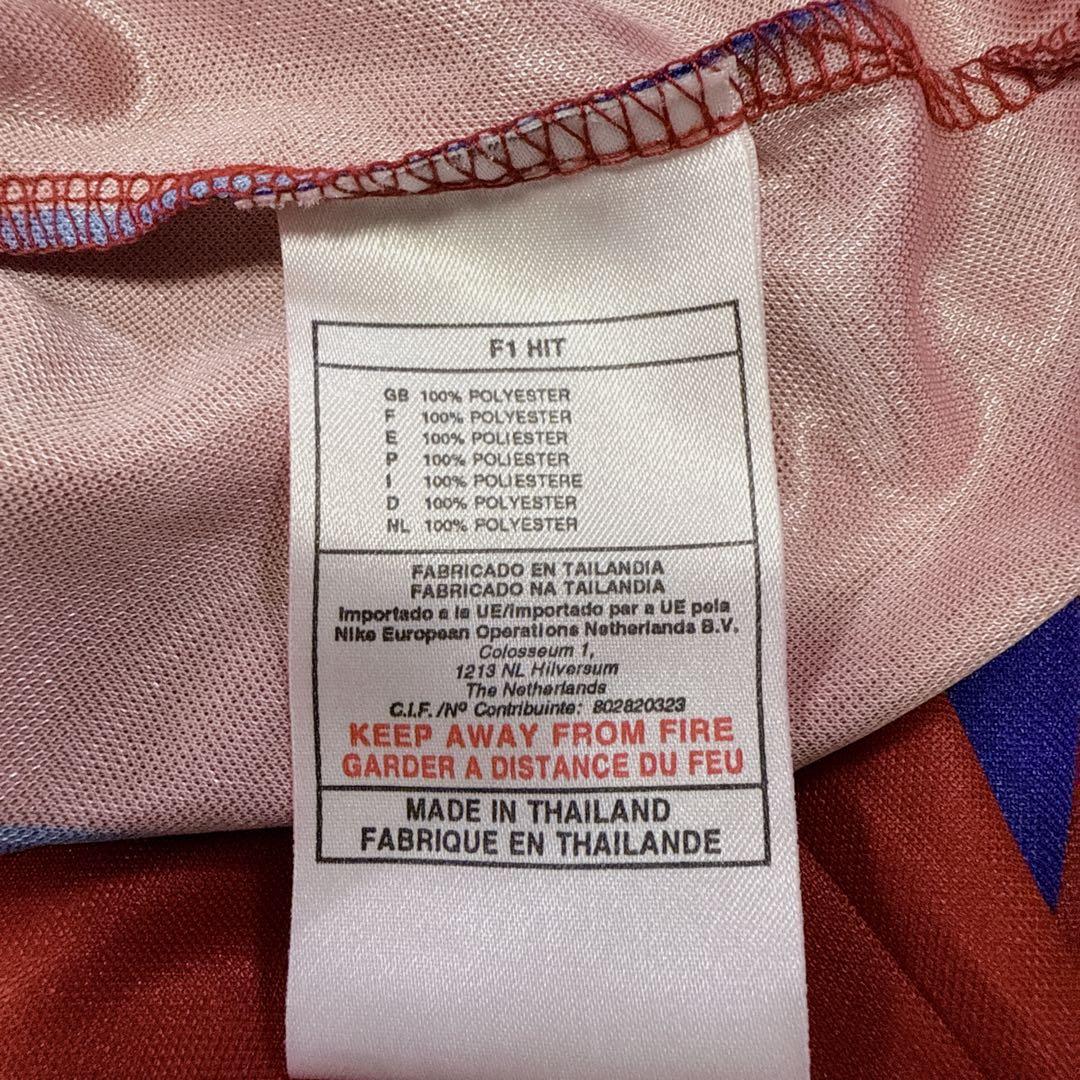 F1 HIT
GB 100% POLYESTER
F 100% POLYESTER
E 100% POLIESTER
P 100% POLIESTER
I 100% POLIESTERE
D 100% POLYESTER
NL 100% POLYESTER
FABRICADO EN TAILANDIA
FABRICADO NA TAILANDIA
Importado a la UE/Importado par a UE pela
Nike European Operations Netherlands B.V.
Colosseum 1,
1213 NL Hilversum
The Netherlands
C.I.F./Nº Contribuinte: 802820323
KEEP AWAY FROM FIRE
GARDER A DISTANCE DU FEU
MADE IN THAILAND
FABRIQUE EN THAILANDE